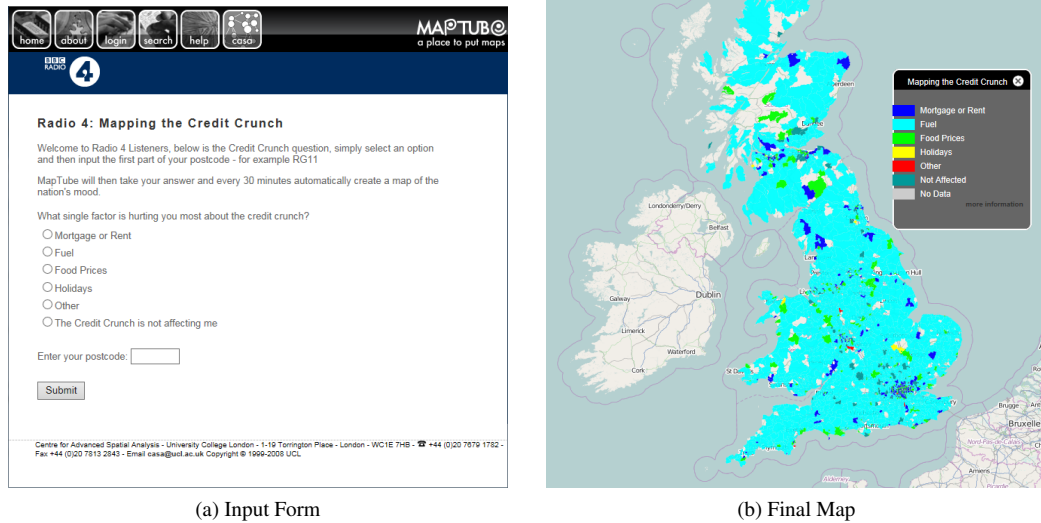 home about login search help casa
MAPTUBE
a place to put maps
BBC
RADIO
4
Radio 4: Mapping the Credit Crunch
Welcome to Radio 4 Listeners, below is the Credit Crunch question, simply select an option
and then input the first part of your postcode - for example RG11
MapTube will then take your answer and every 30 minutes automatically create a map of the
nation's mood.
What single factor is hurting you most about the credit crunch?
Mortgage or Rent
Fuel
Food Prices
Holidays
Other
The Credit Crunch is not affecting me
Enter your postcode:
Submit
Centre for Advanced Spatial Analysis - University College London - 1-19 Torrington Place - London - WC1E 7HB - ☎ +44 (0)20 7679 1782 -
Fax +44 (0)20 7813 2843 - Email casa@ucl.ac.uk Copyright © 1999-2008 UCL
(a) Input Form
Mapping the Credit Crunch
Mortgage or Rent
Fuel
Food Prices
Holidays
Other
Not Affected
No Data
more information
Londonderry/Derry
Belfast
Galway
Dublin
Limerick
Waterford
Cork
Brugge
Nord-Pas-de-Calais
Amiens
Alderney
(b) Final Map